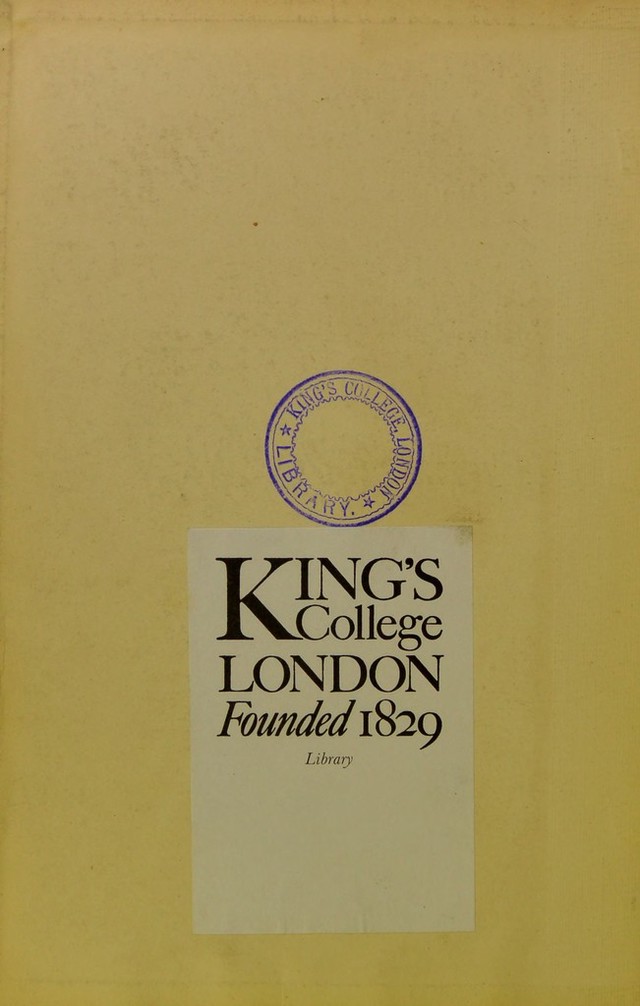 KING'S COLLEGE, LONDON
LIBRARY.
KING'S
College
LONDON
Founded 1829
Library